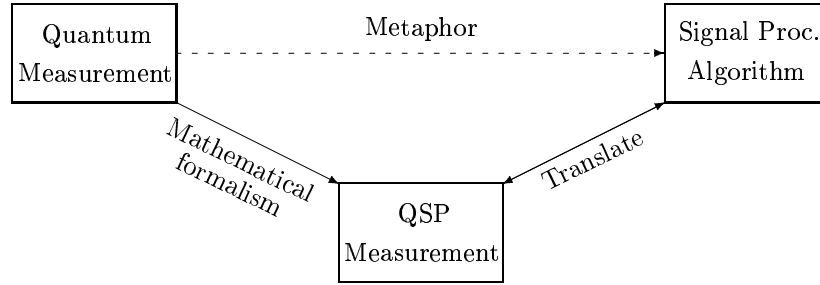 Quantum
Measurement
Metaphor
Signal Proc.
Algorithm
Mathematical
formalism
Translate
QSP
Measurement